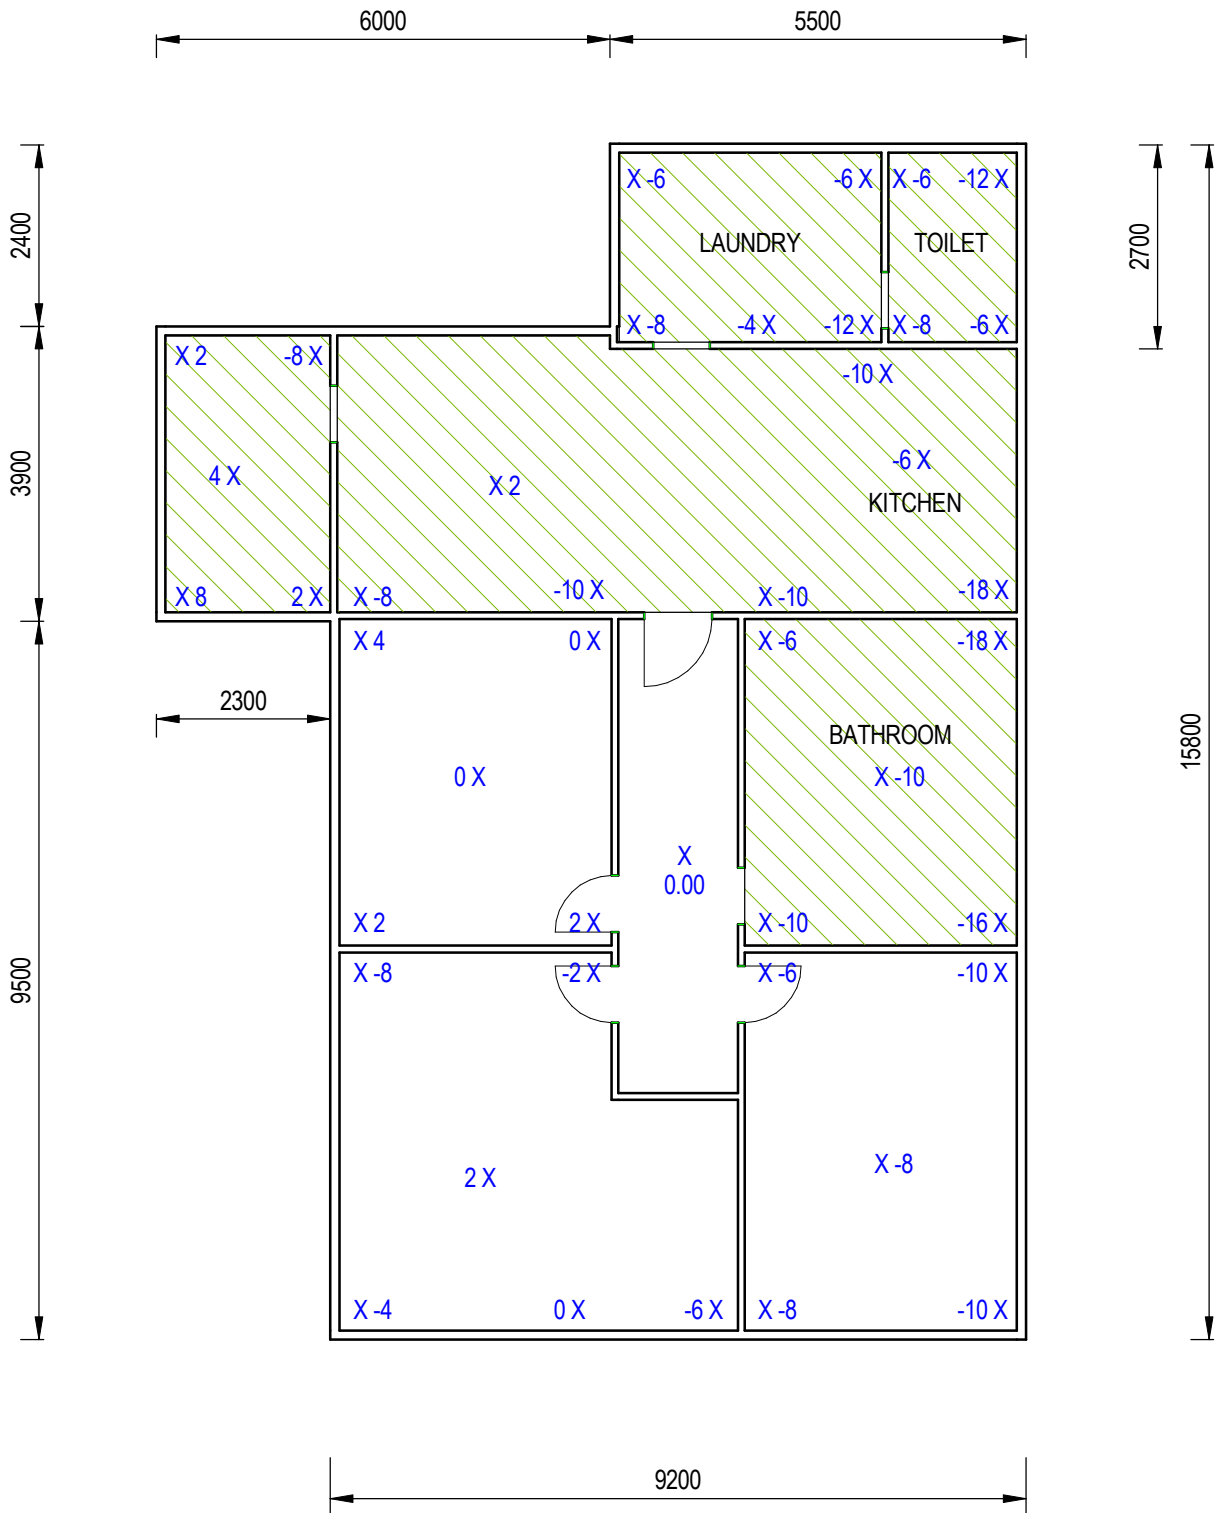 6000 5500
X -6 -6 X X -6 -12 X
2400 LAUNDRY TOILET 2700
X -8 -4 X -12 X X -8 -6 X
X 2 -8 X -10 X
3900 4 X X 2 -6 X
KITCHEN
X 8 2 X X -8 -10 X X -10 -18 X
X 4 0 X X -6 -18 X
2300
BATHROOM 15800
0 X X -10
X
0.00
X 2 2 X X -10 -16 X
9500 X -8 -2 X X -6 -10 X
2 X X -8
X -4 0 X -6 X X -8 -10 X
9200